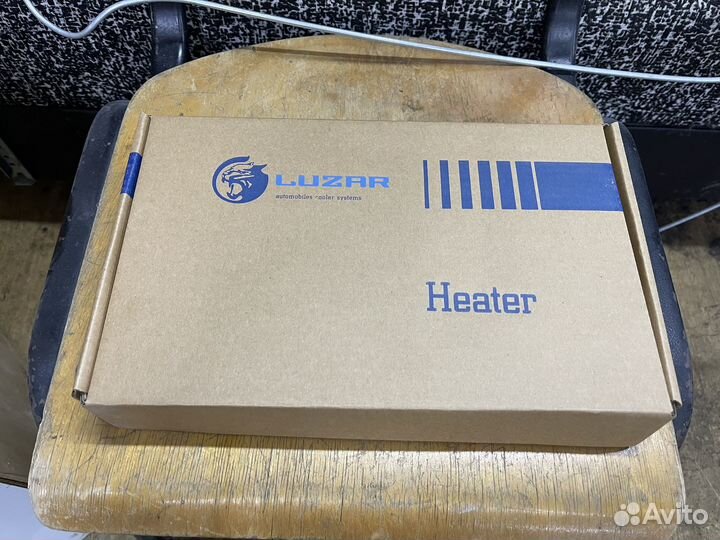 LUZAR
automobiles cooler systems
Heater
Avito